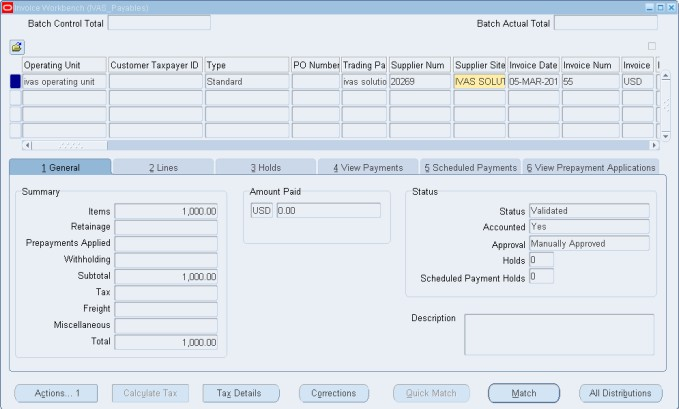 Invoice Workbench (IVAS_Payables)
Batch Control Total
Batch Actual Total
Operating Unit Customer Taxpayer ID Type PO Number Trading Pa Supplier Num Supplier Site Invoice Date Invoice Num Invoice
ivas operating unit Standard ivas solutio 20269 IVAS SOLUT 05-MAR-201 55 USD
1 General 2 Lines 3 Holds 4 View Payments 5 Scheduled Payments 6 View Prepayment Applications
Summary
Items 1,000.00
Retainage
Prepayments Applied
Withholding
Subtotal 1,000.00
Tax
Freight
Miscellaneous
Total 1,000.00
Amount Paid
USD 0.00
Status
Status Validated
Accounted Yes
Approval Manually Approved
Holds 0
Scheduled Payment Holds 0
Description
Actions... 1 Calculate Tax Tax Details Corrections Quick Match Match All Distributions